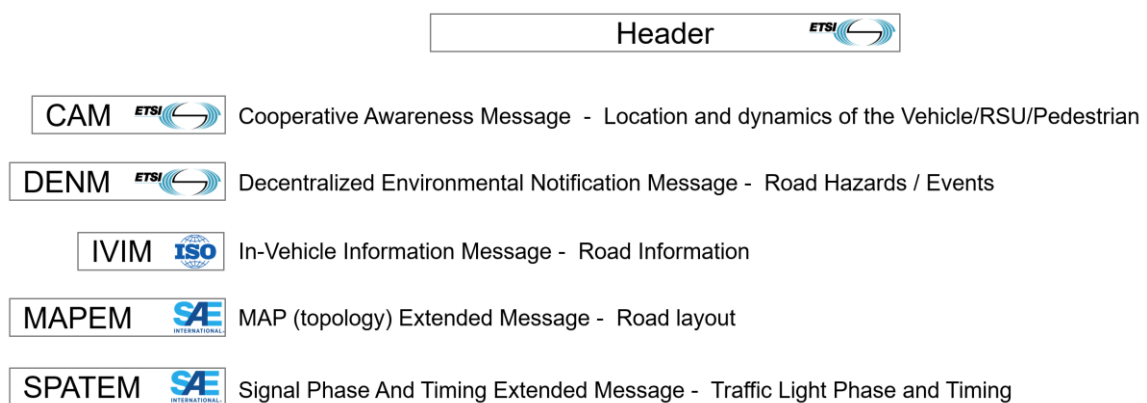 Header ETSI
CAM ETSI Cooperative Awareness Message - Location and dynamics of the Vehicle/RSU/Pedestrian
DENM ETSI Decentralized Environmental Notification Message - Road Hazards / Events
IVIM ISO In-Vehicle Information Message - Road Information
MAPEM SAE INTERNATIONAL. MAP (topology) Extended Message - Road layout
SPATEM SAE INTERNATIONAL. Signal Phase And Timing Extended Message - Traffic Light Phase and Timing